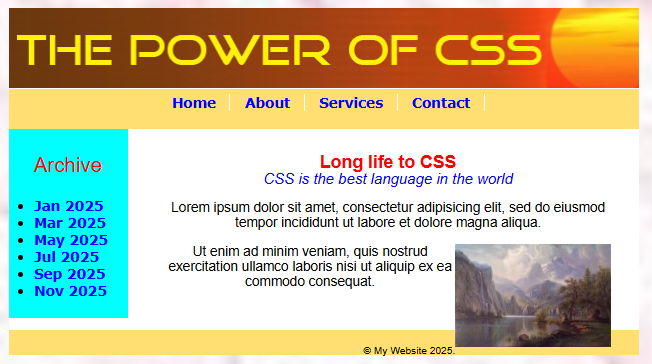 THE POWER OF CSS
Home About Services Contact
Archive
Jan 2025
Mar 2025
May 2025
Jul 2025
Sep 2025
Nov 2025
Long life to CSS
CSS is the best language in the world
Lorem ipsum dolor sit amet, consectetur adipisicing elit, sed do eiusmod
tempor incididunt ut labore et dolore magna aliqua.
Ut enim ad minim veniam, quis nostrud
exercitation ullamco laboris nisi ut aliquip ex ea
commodo consequat.
© My Website 2025.